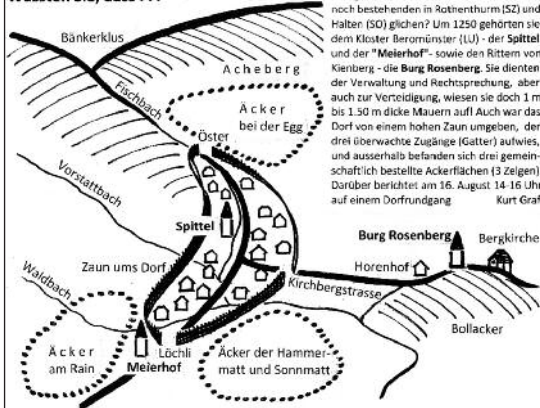 Wussten Sie, dass . . .
noch bestehenden in Rothenthurm (SZ) und
Halten (SO) glichen? Um 1250 gehörten sie
dem Kloster Beromünster (LU) - der Spittel
und der "Meierhof"- sowie den Rittern von
Kienberg - die Burg Rosenberg. Sie dienten
der Verwaltung und Rechtsprechung, aber
auch zur Verteidigung, wiesen sie doch 1 m
bis 1.50 m dicke Mauern auf! Auch war das
Dorf von einem hohen Zaun umgeben, der
drei überwachte Zugänge (Gatter) aufwies,
und ausserhalb befanden sich drei gemein-
schaftlich bestellte Ackerflächen (3 Zelgen)
Darüber berichtet am 16. August 14-16 Uhr
auf einem Dorfrundgang Kurt Graf
Bänkerklus
Acheberg
Fischbach
Äcker
bei der Egg
Öster
Vorstattbach
Spittel
Burg Rosenberg
Bergkirche
Zaun ums Dorf
Horenhof
Kirchbergstrasse
Waldbach
Bollacker
Äcker
am Rain
Löchli
Meierhof
Äcker der Hammer-
matt und Sonnmatt